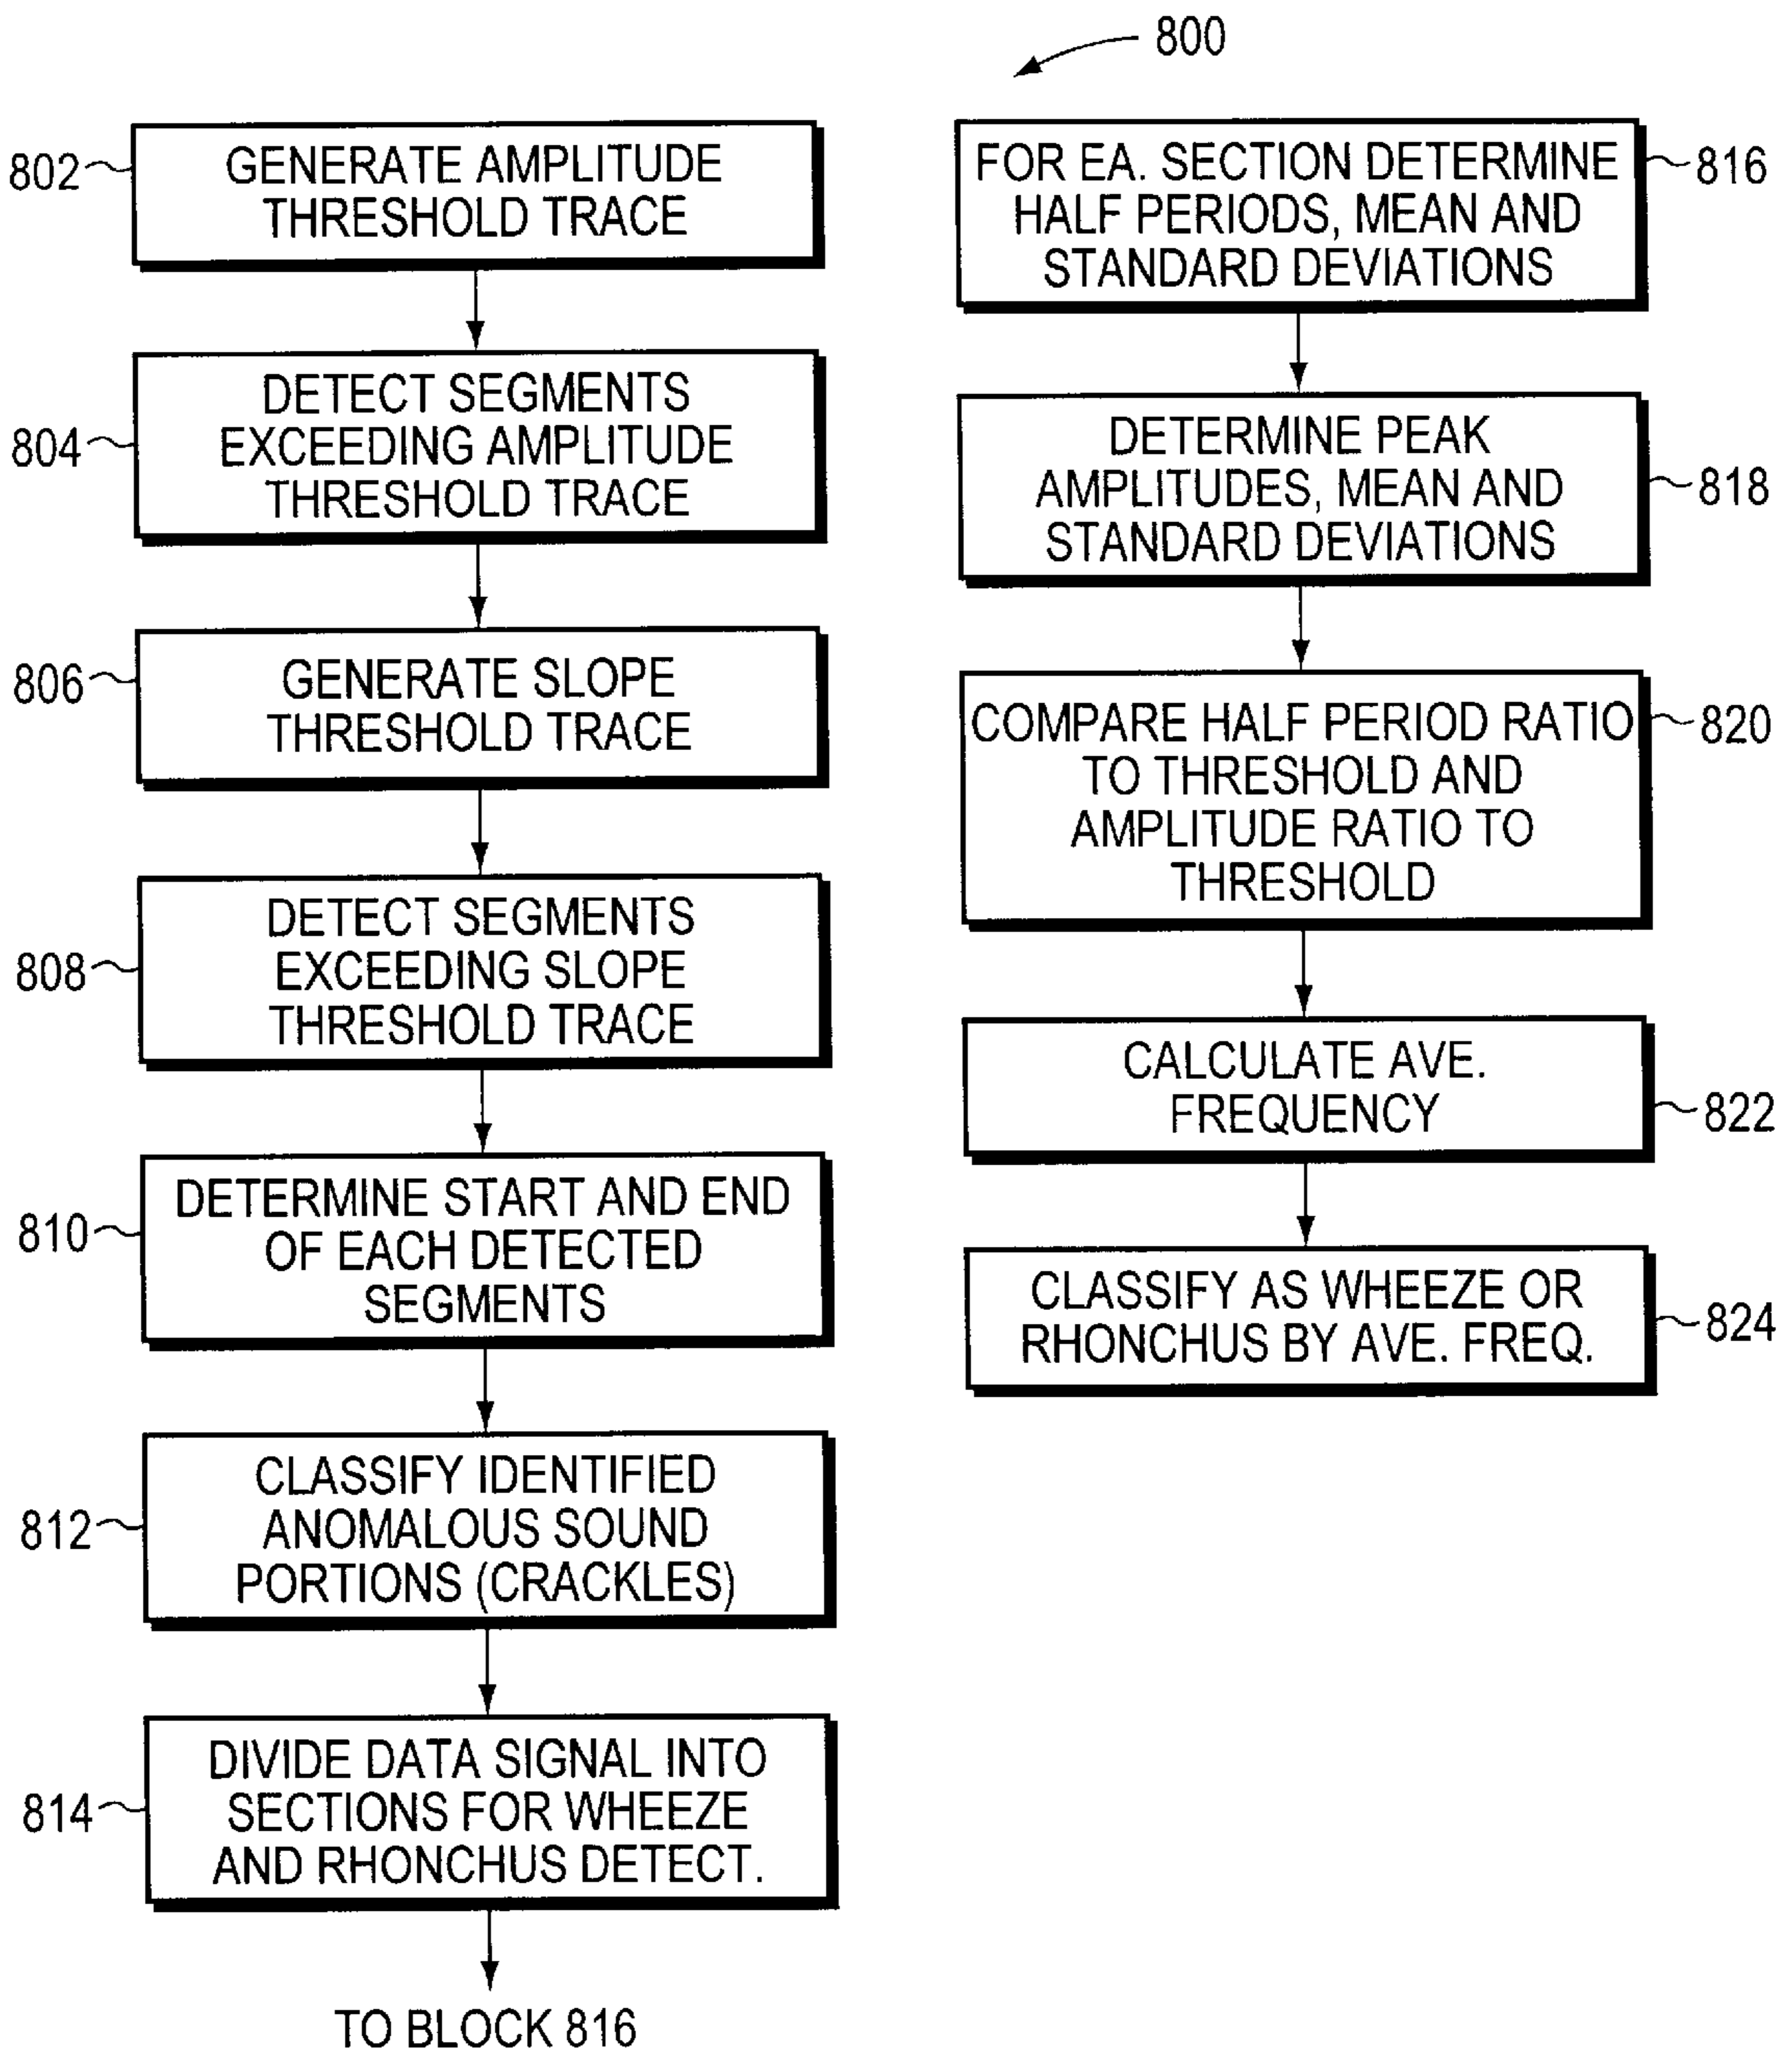 800
802
GENERATE AMPLITUDE
THRESHOLD TRACE
804
DETECT SEGMENTS
EXCEEDING AMPLITUDE
THRESHOLD TRACE
806
GENERATE SLOPE
THRESHOLD TRACE
808
DETECT SEGMENTS
EXCEEDING SLOPE
THRESHOLD TRACE
810
DETERMINE START AND END
OF EACH DETECTED
SEGMENTS
812
CLASSIFY IDENTIFIED
ANOMALOUS SOUND
PORTIONS (CRACKLES)
814
DIVIDE DATA SIGNAL INTO
SECTIONS FOR WHEEZE
AND RHONCHUS DETECT.
TO BLOCK 816
FOR EA. SECTION DETERMINE
HALF PERIODS, MEAN AND
STANDARD DEVIATIONS
816
DETERMINE PEAK
AMPLITUDES, MEAN AND
STANDARD DEVIATIONS
818
COMPARE HALF PERIOD RATIO
TO THRESHOLD AND
AMPLITUDE RATIO TO
THRESHOLD
820
CALCULATE AVE.
FREQUENCY
822
CLASSIFY AS WHEEZE OR
RHONCHUS BY AVE. FREQ.
824